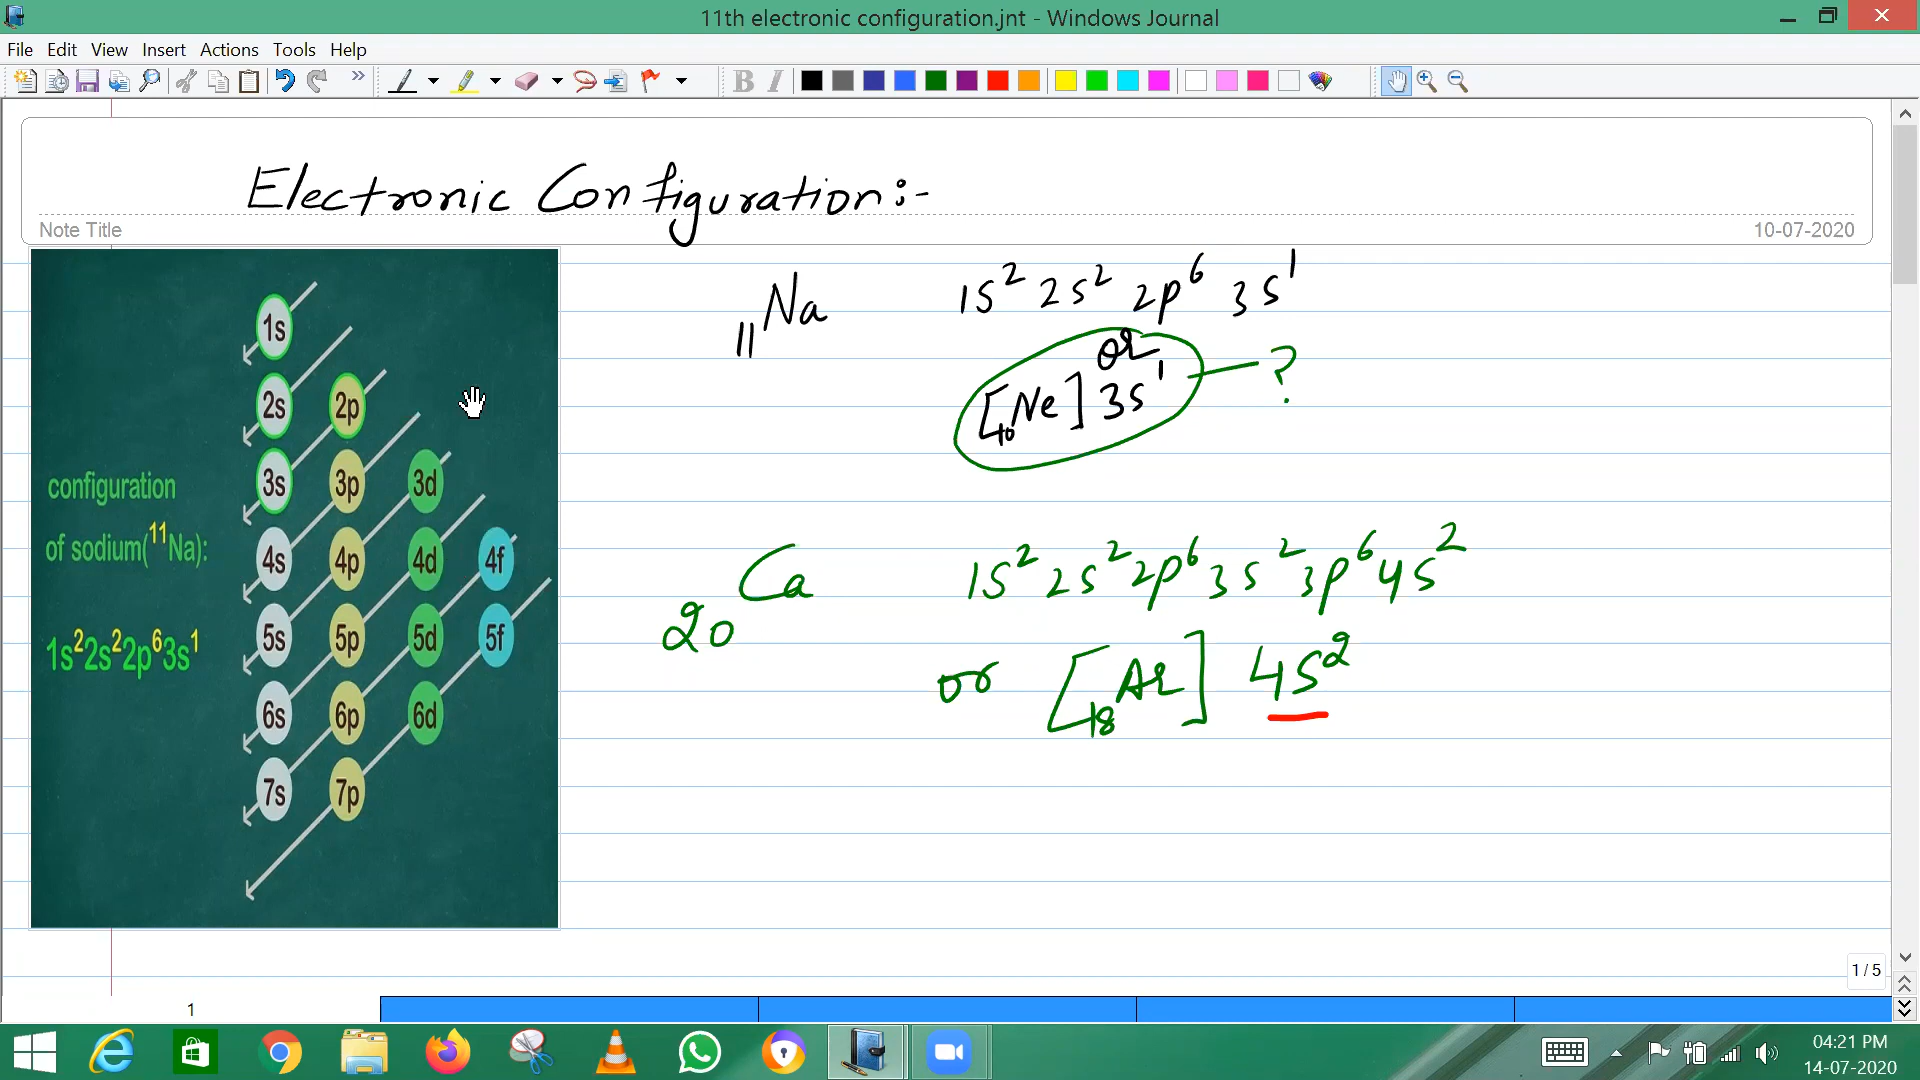 11th electronic configuration.jnt - Windows Journal
File Edit View Insert Actions Tools Help
B I
Electronic Configuration:-
Note Title
10-07-2020
1s
2s 2p
3s 3p 3d
4s 4p 4d 4f
5s 5p 5d 5f
6s 6p 6d
7s 7p
configuration
of sodium(¹¹Na):
1s²2s²2p⁶3s¹
₁₁Na 1s² 2s² 2p⁶ 3s¹
or
[₁₀Ne] 3s¹ — ?
₂₀Ca 1s² 2s² 2p⁶ 3s² 3p⁶ 4s²
or [₁₈Ar] 4s²
1 / 5
1
04:21 PM
14-07-2020